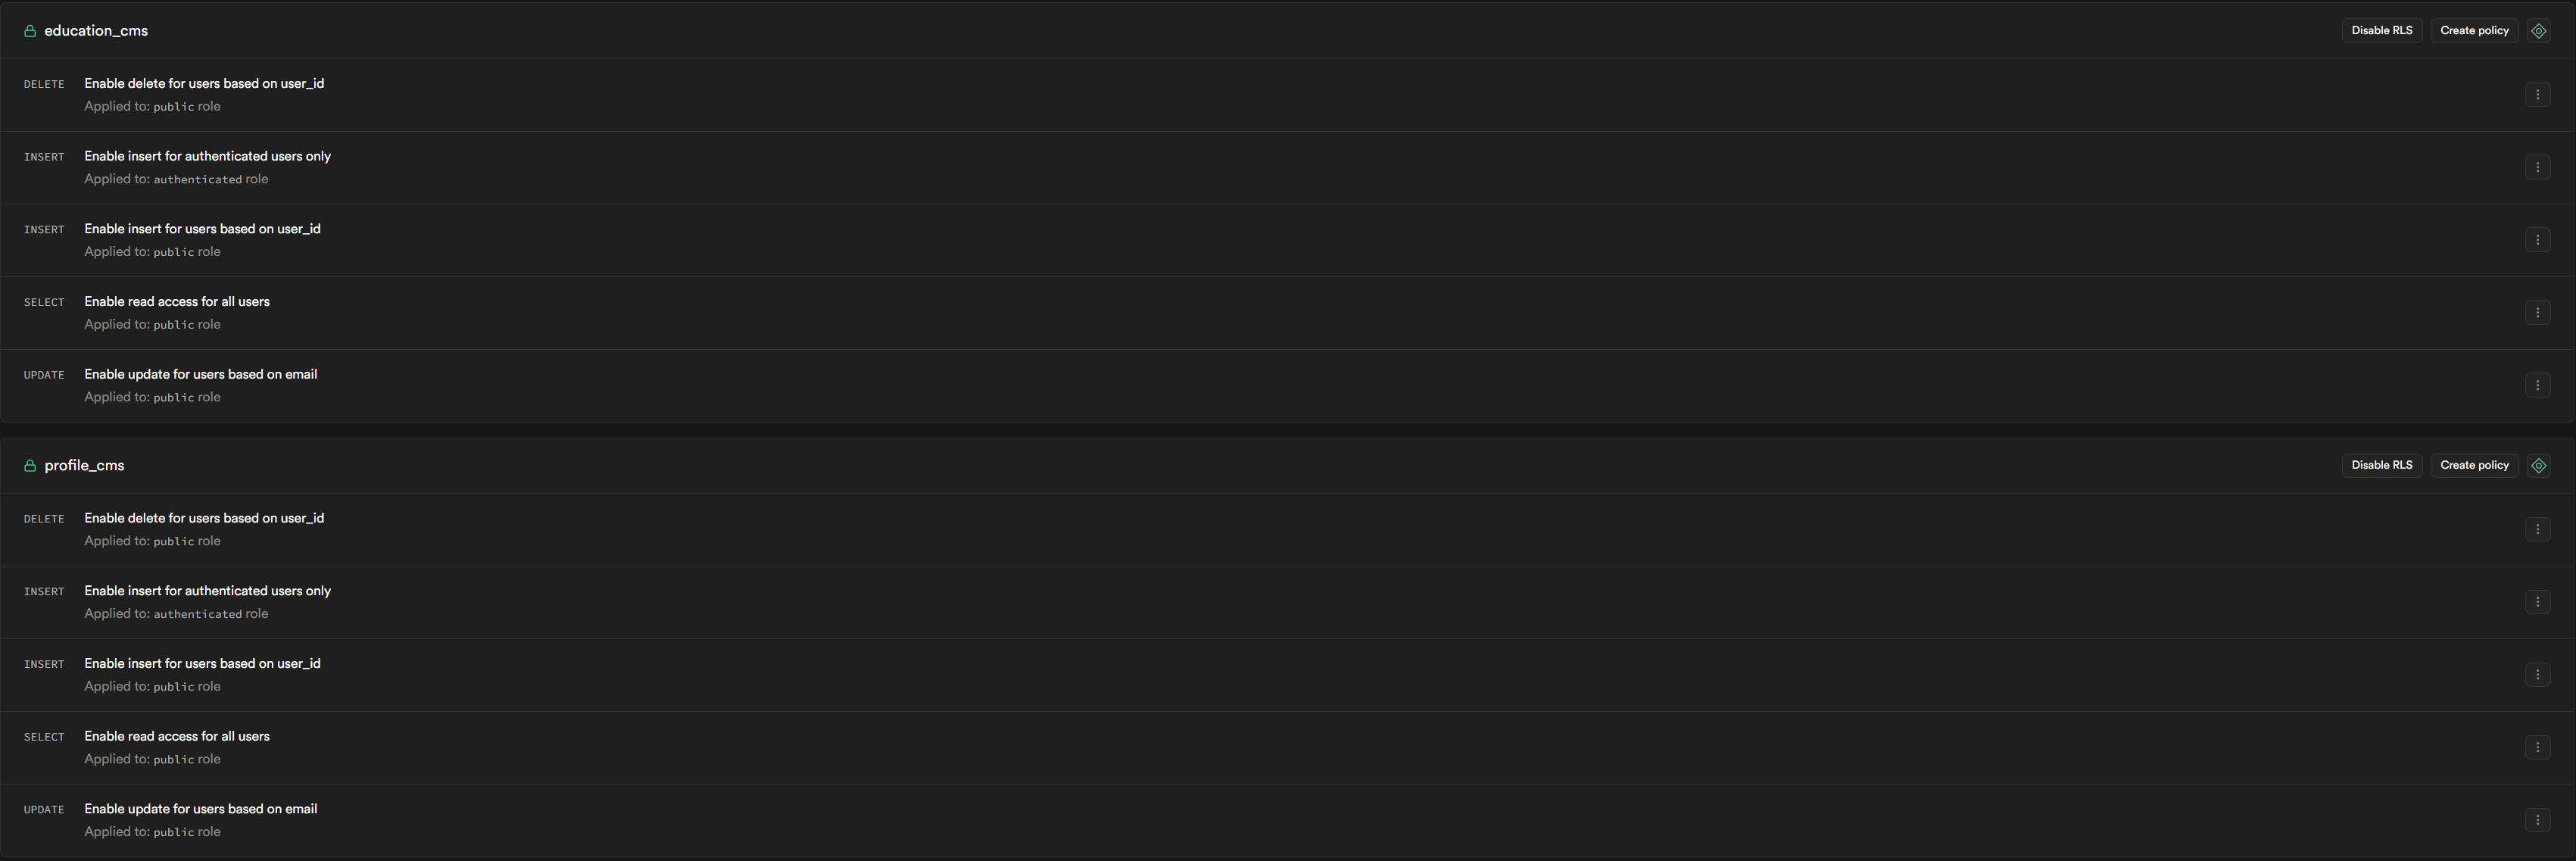 education_cms Disable RLS Create policy
DELETE Enable delete for users based on user_id
Applied to: public role
INSERT Enable insert for authenticated users only
Applied to: authenticated role
INSERT Enable insert for users based on user_id
Applied to: public role
SELECT Enable read access for all users
Applied to: public role
UPDATE Enable update for users based on email
Applied to: public role
profile_cms Disable RLS Create policy
DELETE Enable delete for users based on user_id
Applied to: public role
INSERT Enable insert for authenticated users only
Applied to: authenticated role
INSERT Enable insert for users based on user_id
Applied to: public role
SELECT Enable read access for all users
Applied to: public role
UPDATE Enable update for users based on email
Applied to: public role